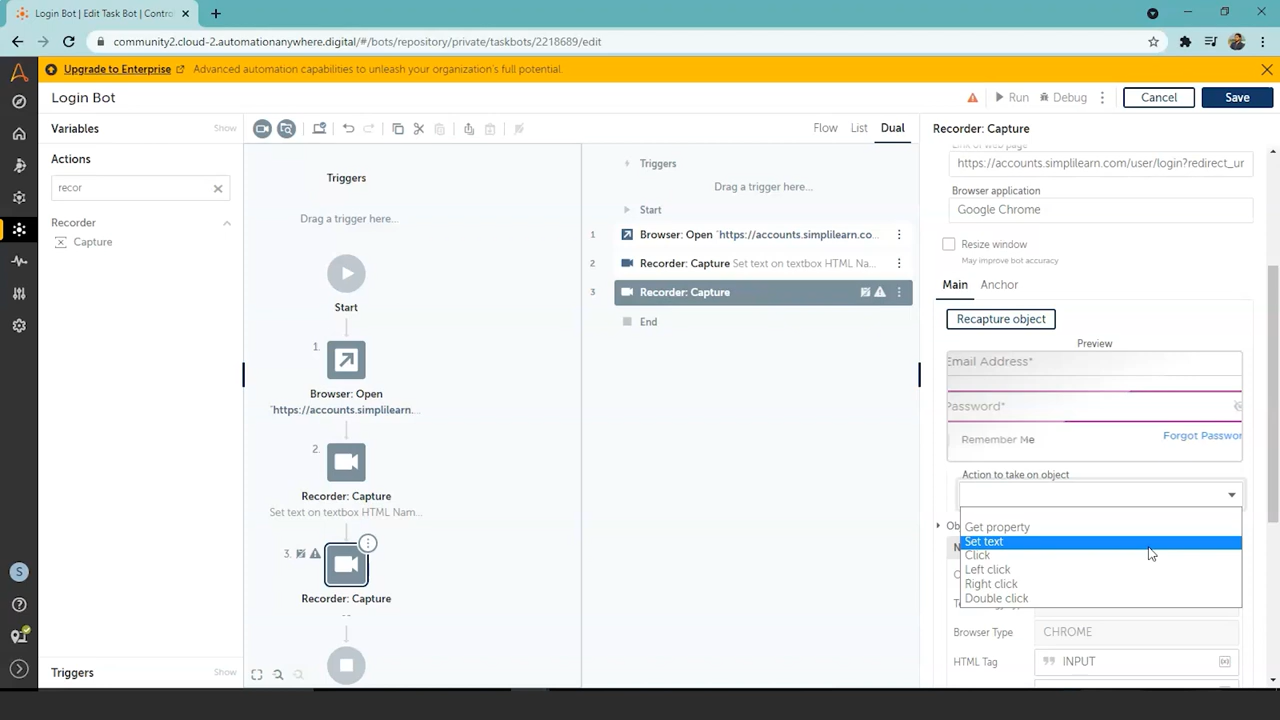 Login Bot | Edit Task Bot | Contro
community2.cloud-2.automationanywhere.digital/#/bots/repository/private/taskbots/2218689/edit
Upgrade to Enterprise Advanced automation capabilities to unleash your organization's full potential.
Login Bot
Run Debug Cancel Save
Variables Show
Flow List Dual
Recorder: Capture
Actions
recor
Recorder
Capture
Triggers Show
Triggers
Drag a trigger here...
Start
1.
Browser: Open
"https://accounts.simplilearn....
2.
Recorder: Capture
Set text on textbox HTML Nam...
3.
Recorder: Capture
--
Triggers
Drag a trigger here...
Start
1 Browser: Open "https://accounts.simplilearn.co...
2 Recorder: Capture Set text on textbox HTML Na...
3 Recorder: Capture
End
https://accounts.simplilearn.com/user/login?redirect_ur
Browser application
Google Chrome
Resize window
May improve bot accuracy
Main Anchor
Recapture object
Preview
Email Address*
Password*
Remember Me Forgot Passwor
Action to take on object
Get property
Set text
Click
Left click
Right click
Double click
Browser Type CHROME
HTML Tag INPUT
S